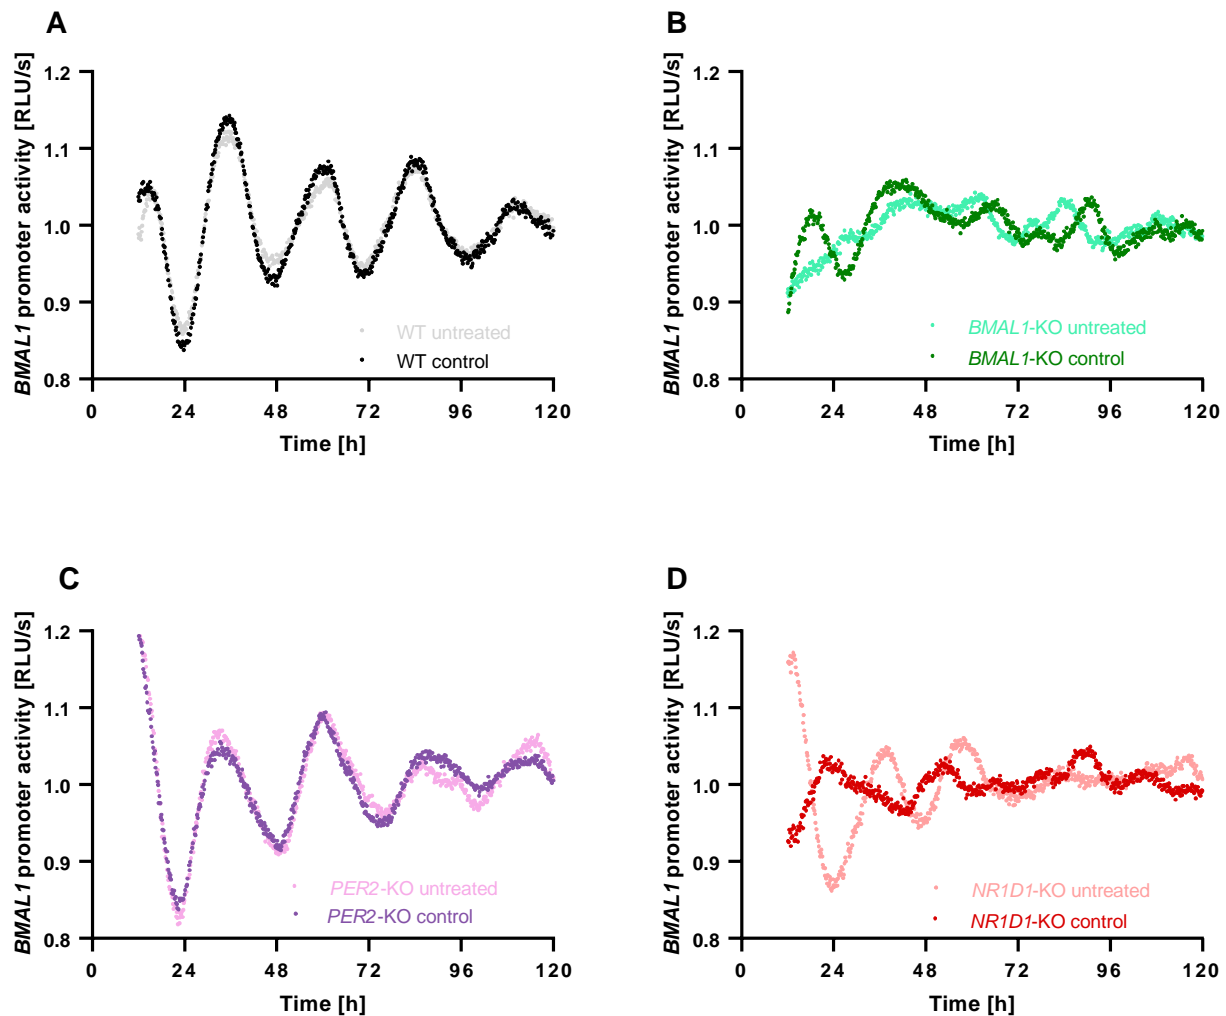 A
BMAL1 promoter activity [RLU/s]
1.2
1.1
1.0
0.9
0.8
WT untreated
WT control
0 24 48 72 96 120
Time [h]
B
BMAL1 promoter activity [RLU/s]
1.2
1.1
1.0
0.9
0.8
BMAL1-KO untreated
BMAL1-KO control
0 24 48 72 96 120
Time [h]
C
BMAL1 promoter activity [RLU/s]
1.2
1.1
1.0
0.9
0.8
PER2-KO untreated
PER2-KO control
0 24 48 72 96 120
Time [h]
D
BMAL1 promoter activity [RLU/s]
1.2
1.1
1.0
0.9
0.8
NR1D1-KO untreated
NR1D1-KO control
0 24 48 72 96 120
Time [h]